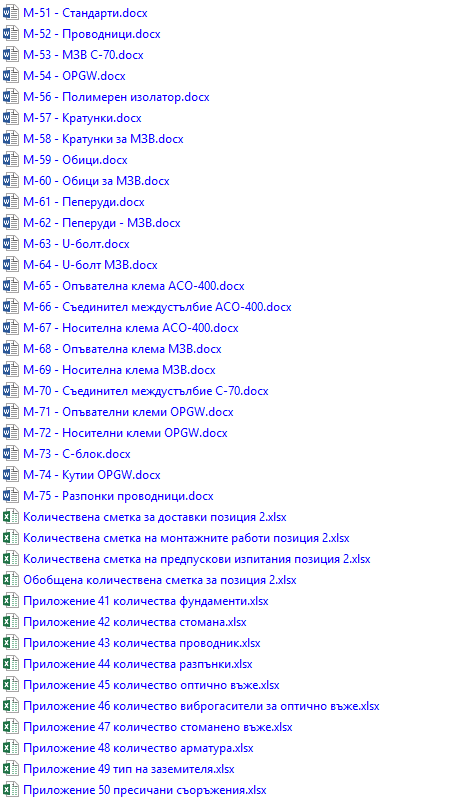 М-51 - Стандарти.docx
М-52 - Проводници.docx
М-53 - МЗВ С-70.docx
М-54 - OPGW.docx
М-56 - Полимерен изолатор.docx
М-57 - Кратунки.docx
М-58 - Кратунки за МЗВ.docx
М-59 - Обици.docx
М-60 - Обици за МЗВ.docx
М-61 - Пеперуди.docx
М-62 - Пеперуди - МЗВ.docx
М-63 - U-болт.docx
М-64 - U-болт МЗВ.docx
М-65 - Опъвателна клема АСО-400.docx
М-66 - Съединител междустълбие АСО-400.docx
М-67 - Носителна клема АСО-400.docx
М-68 - Опъвателна клема МЗВ.docx
М-69 - Носителна клема МЗВ.docx
М-70 - Съединител междустълбие С-70.docx
М-71 - Опъвателни клеми OPGW.docx
М-72 - Носителни клеми OPGW.docx
М-73 - С-блок.docx
М-74 - Кутии OPGW.docx
М-75 - Разпонки проводници.docx
Количествена сметка за доставки позиция 2.xlsx
Количествена сметка на монтажните работи позиция 2.xlsx
Количествена сметка на предпускови изпитания позиция 2.xlsx
Обобщена количествена сметка за позиция 2.xlsx
Приложение 41 количества фундаменти.xlsx
Приложение 42 количества стомана.xlsx
Приложение 43 количества проводник.xlsx
Приложение 44 количества разпънки.xlsx
Приложение 45 количество оптично въже.xlsx
Приложение 46 количество виброгасители за оптично въже.xlsx
Приложение 47 количество стоманено въже.xlsx
Приложение 48 количество арматура.xlsx
Приложение 49 тип на заземителя.xlsx
Приложение 50 пресичани съоръжения.xlsx